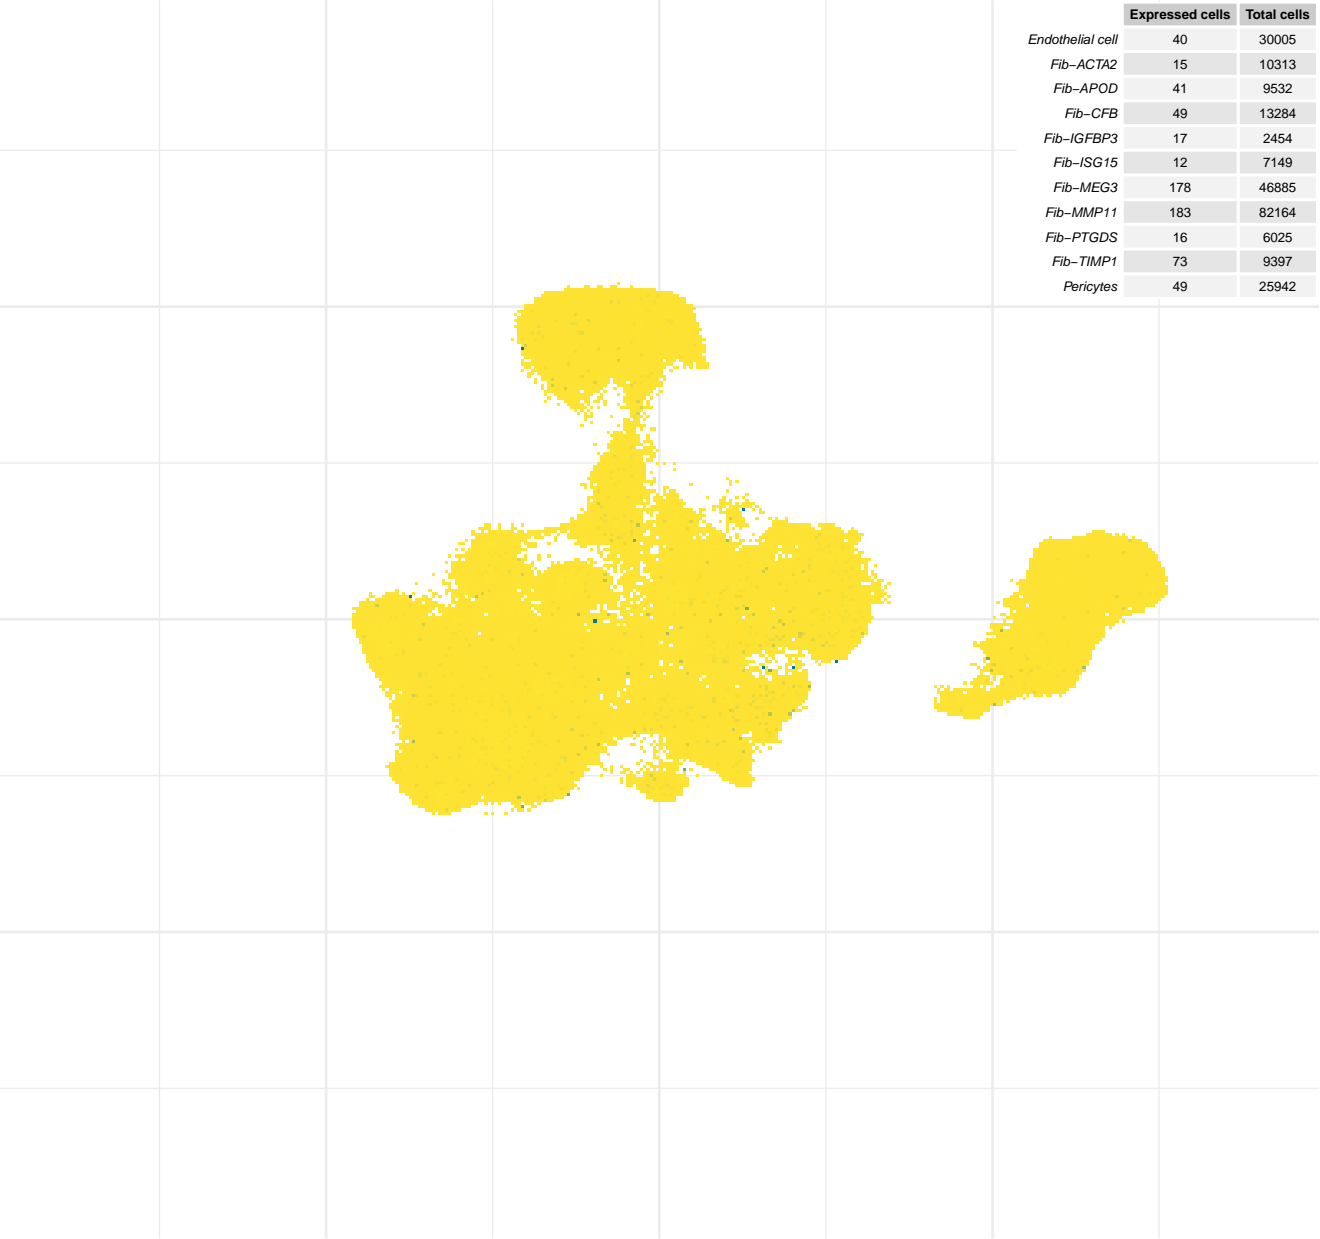 Expressed cells Total cells
Endothelial cell 40 30005
Fib−ACTA2 15 10313
Fib−APOD 41 9532
Fib−CFB 49 13284
Fib−IGFBP3 17 2454
Fib−ISG15 12 7149
Fib−MEG3 178 46885
Fib−MMP11 183 82164
Fib−PTGDS 16 6025
Fib−TIMP1 73 9397
Pericytes 49 25942